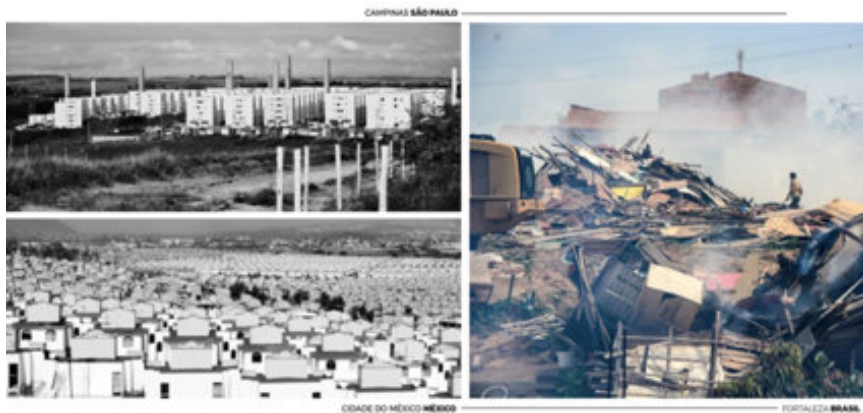 CAMPINAS SÃO PAULO
CIDADE DO MÉXICO MÉXICO
FORTALEZA BRASIL